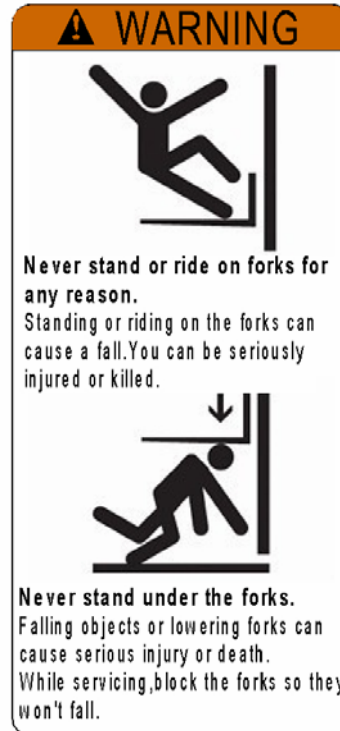 WARNING
Never stand or ride on forks for
any reason.
Standing or riding on the forks can
cause a fall.You can be seriously
injured or killed.
Never stand under the forks.
Falling objects or lowering forks can
cause serious injury or death.
While servicing,block the forks so they
won't fall.